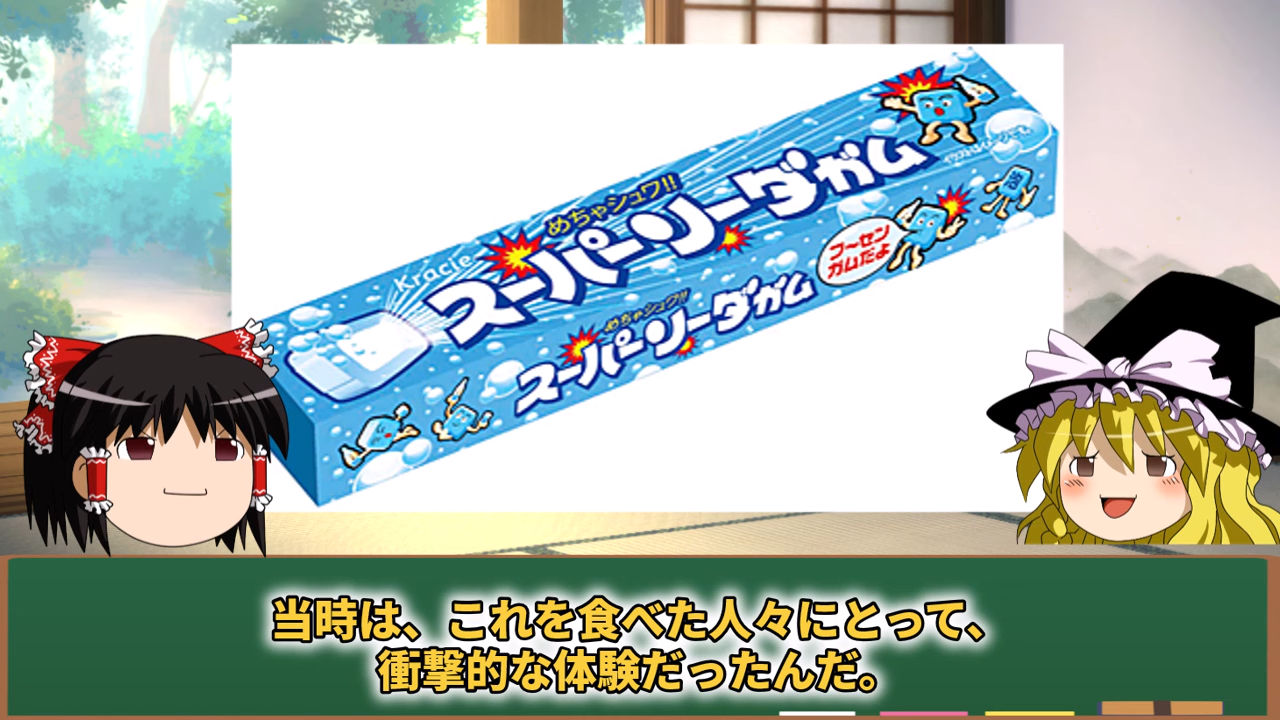 Kracie
めちゃシュワ!!
スーパーソーダガム
めちゃシュワ!!
スーパーソーダガム
フーセン
ガムだよ
当時は、これを食べた人々にとって、
衝撃的な体験だったんだ。